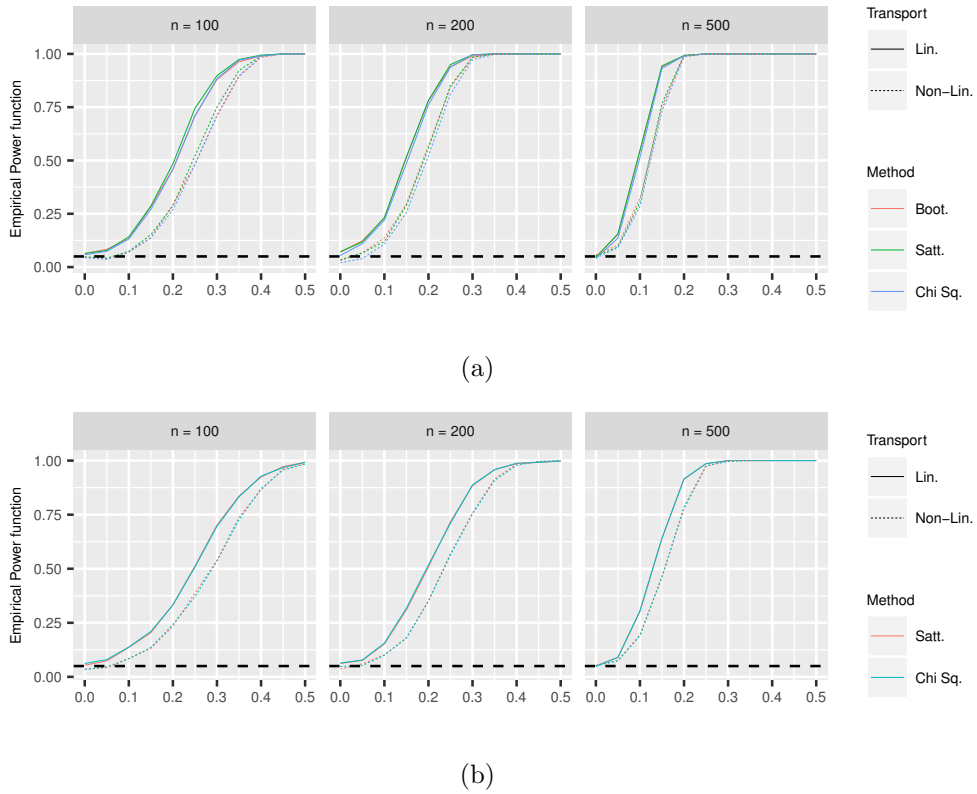 n = 100
n = 200
n = 500
Empirical Power function
1.00
0.75
0.50
0.25
0.00
0.0 0.1 0.2 0.3 0.4 0.5
0.0 0.1 0.2 0.3 0.4 0.5
0.0 0.1 0.2 0.3 0.4 0.5
Transport
Lin.
Non−Lin.
Method
Boot.
Satt.
Chi Sq.
(a)
n = 100
n = 200
n = 500
Empirical Power function
1.00
0.75
0.50
0.25
0.00
0.0 0.1 0.2 0.3 0.4 0.5
0.0 0.1 0.2 0.3 0.4 0.5
0.0 0.1 0.2 0.3 0.4 0.5
Transport
Lin.
Non−Lin.
Method
Satt.
Chi Sq.
(b)